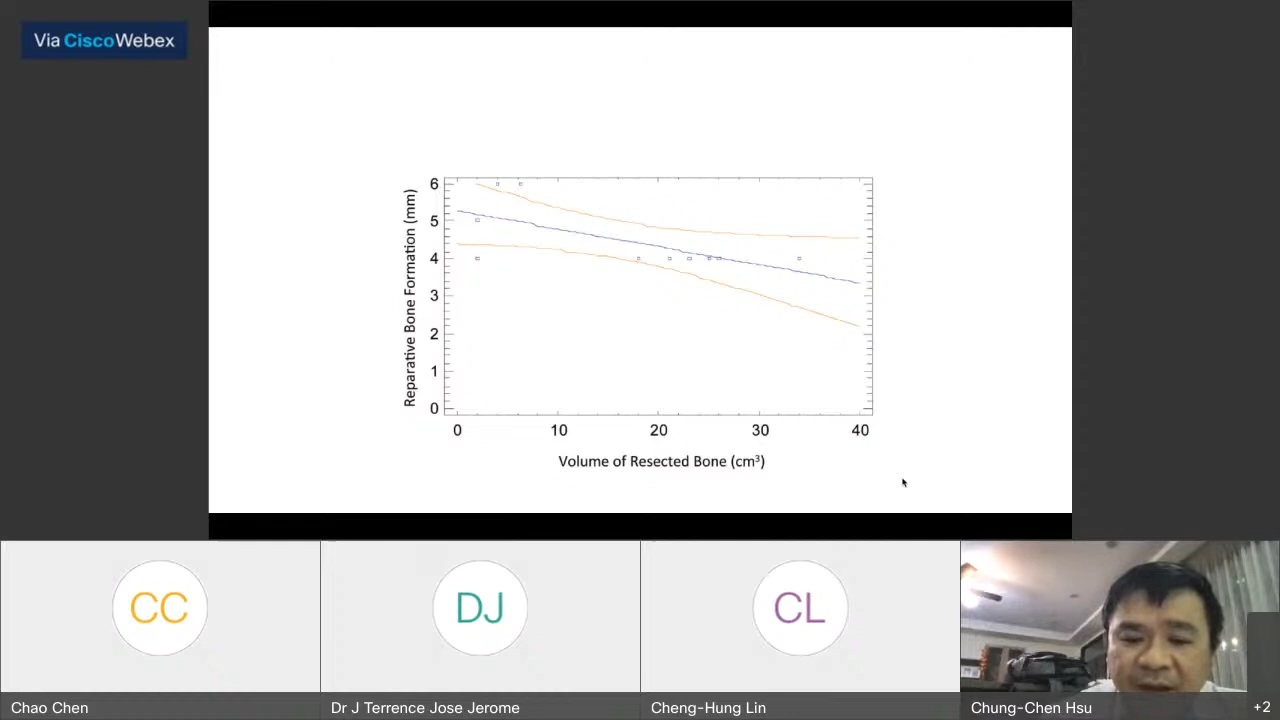 Via CiscoWebex
Reparative Bone Formation (mm)
6
5
4
3
2
1
0
0 10 20 30 40
Volume of Resected Bone (cm³)
CC
DJ
CL
Chao Chen
Dr J Terrence Jose Jerome
Cheng-Hung Lin
Chung-Chen Hsu
+2